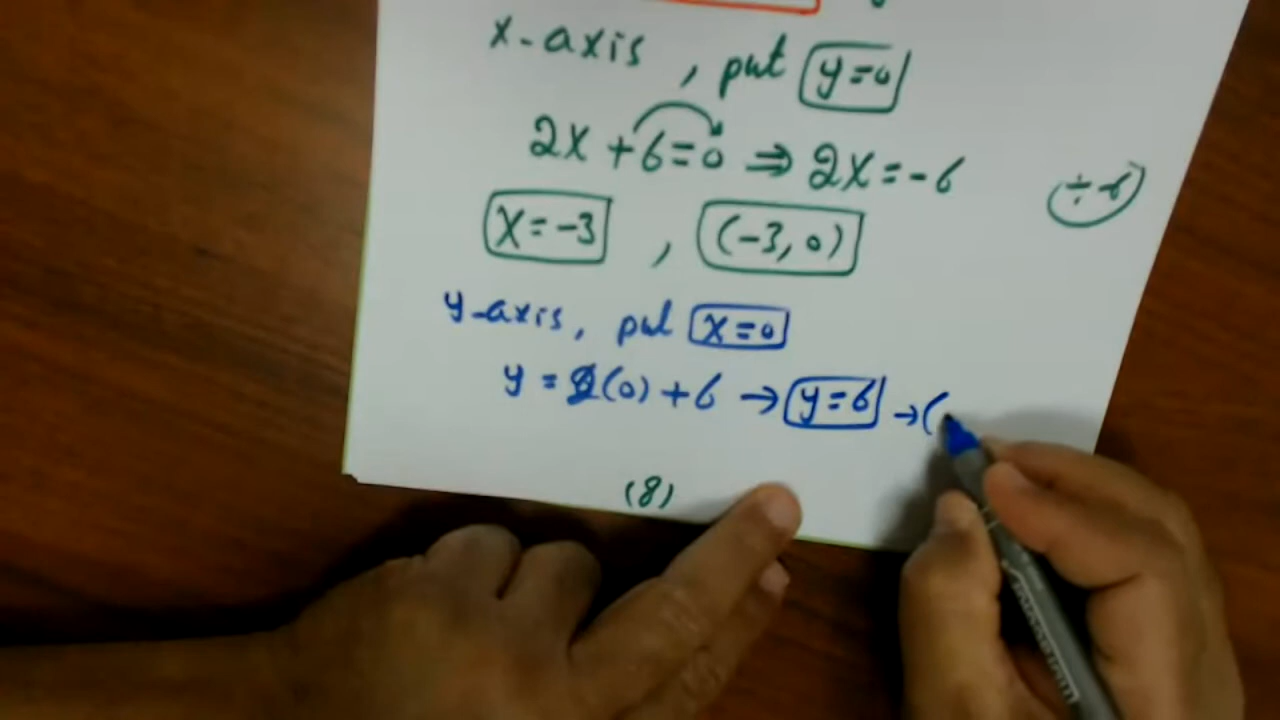 x-axis, put y=0
2x+6=0 ⇒ 2x=-6 ÷-6
x=-3, (-3,0)
y-axis, put x=0
y=2(0)+6 → y=6 → (
(8)